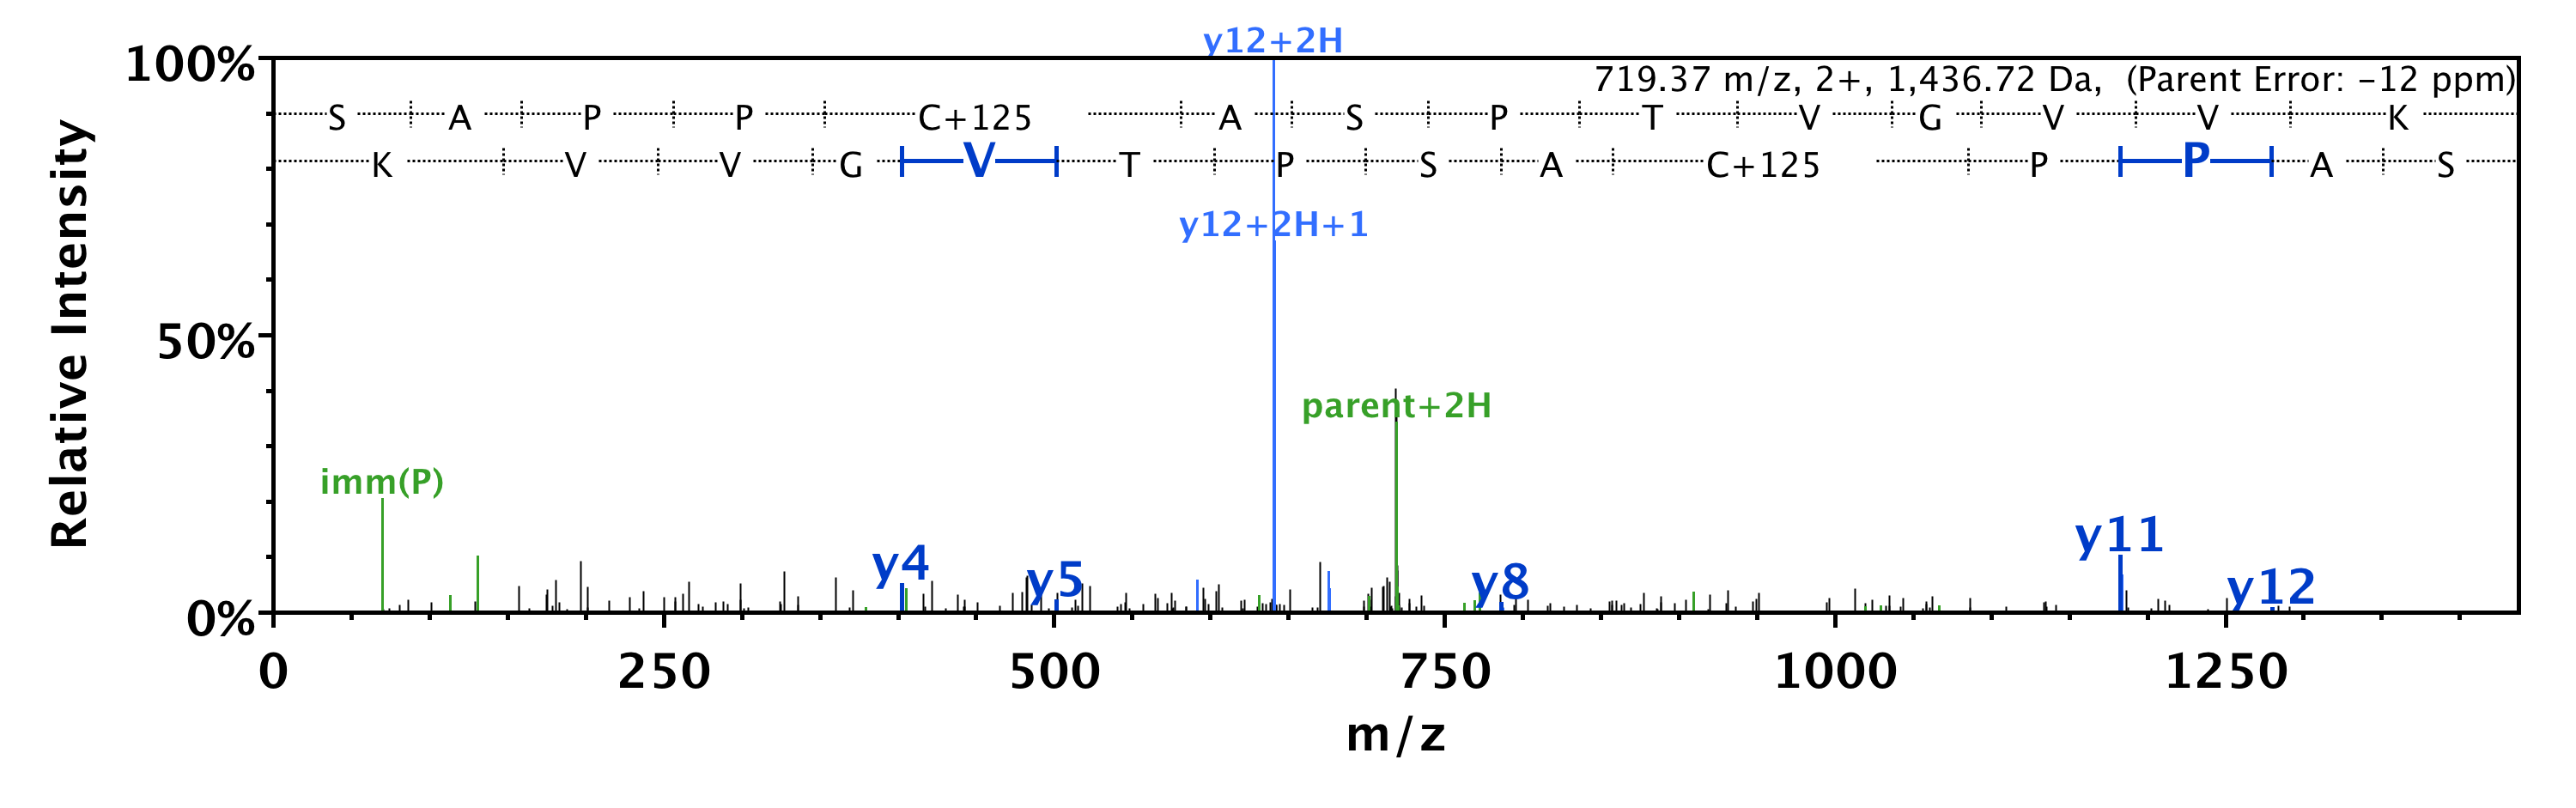 y12+2H
100%
719.37 m/z, 2+, 1,436.72 Da, (Parent Error: -12 ppm)
S A P P C+125 A S P T V G V V K
K V V G V T P S A C+125 P P A S
y12+2H+1
Relative Intensity
50%
parent+2H
imm(P)
y4
y5
y8
y11
y12
0%
0 250 500 750 1000 1250
m/z